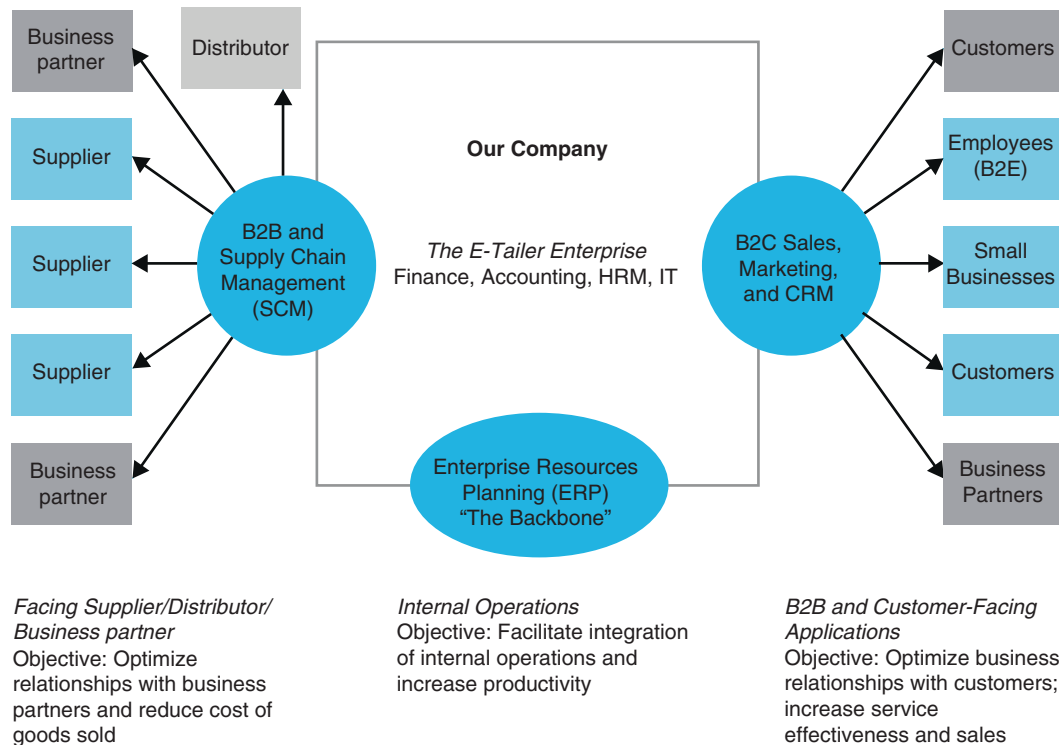 Business
partner
Distributor
Supplier
Supplier
Supplier
Business
partner
B2B and
Supply Chain
Management
(SCM)
Our Company
The E-Tailer Enterprise
Finance, Accounting, HRM, IT
Enterprise Resources
Planning (ERP)
“The Backbone”
B2C Sales,
Marketing,
and CRM
Customers
Employees
(B2E)
Small
Businesses
Customers
Business
Partners
Facing Supplier/Distributor/
Business partner
Objective: Optimize
relationships with business
partners and reduce cost of
goods sold
Internal Operations
Objective: Facilitate integration
of internal operations and
increase productivity
B2B and Customer-Facing
Applications
Objective: Optimize business
relationships with customers;
increase service
effectiveness and sales